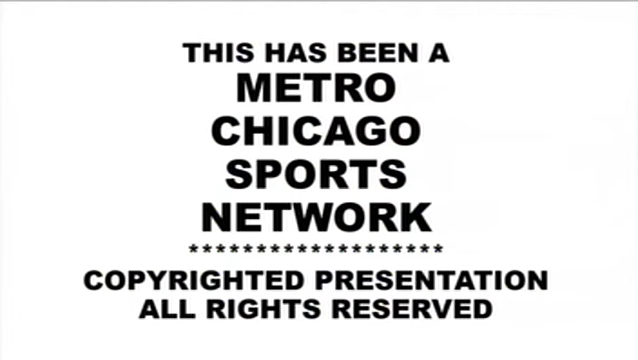 THIS HAS BEEN A
METRO
CHICAGO
SPORTS
NETWORK
*******************
COPYRIGHTED PRESENTATION
ALL RIGHTS RESERVED